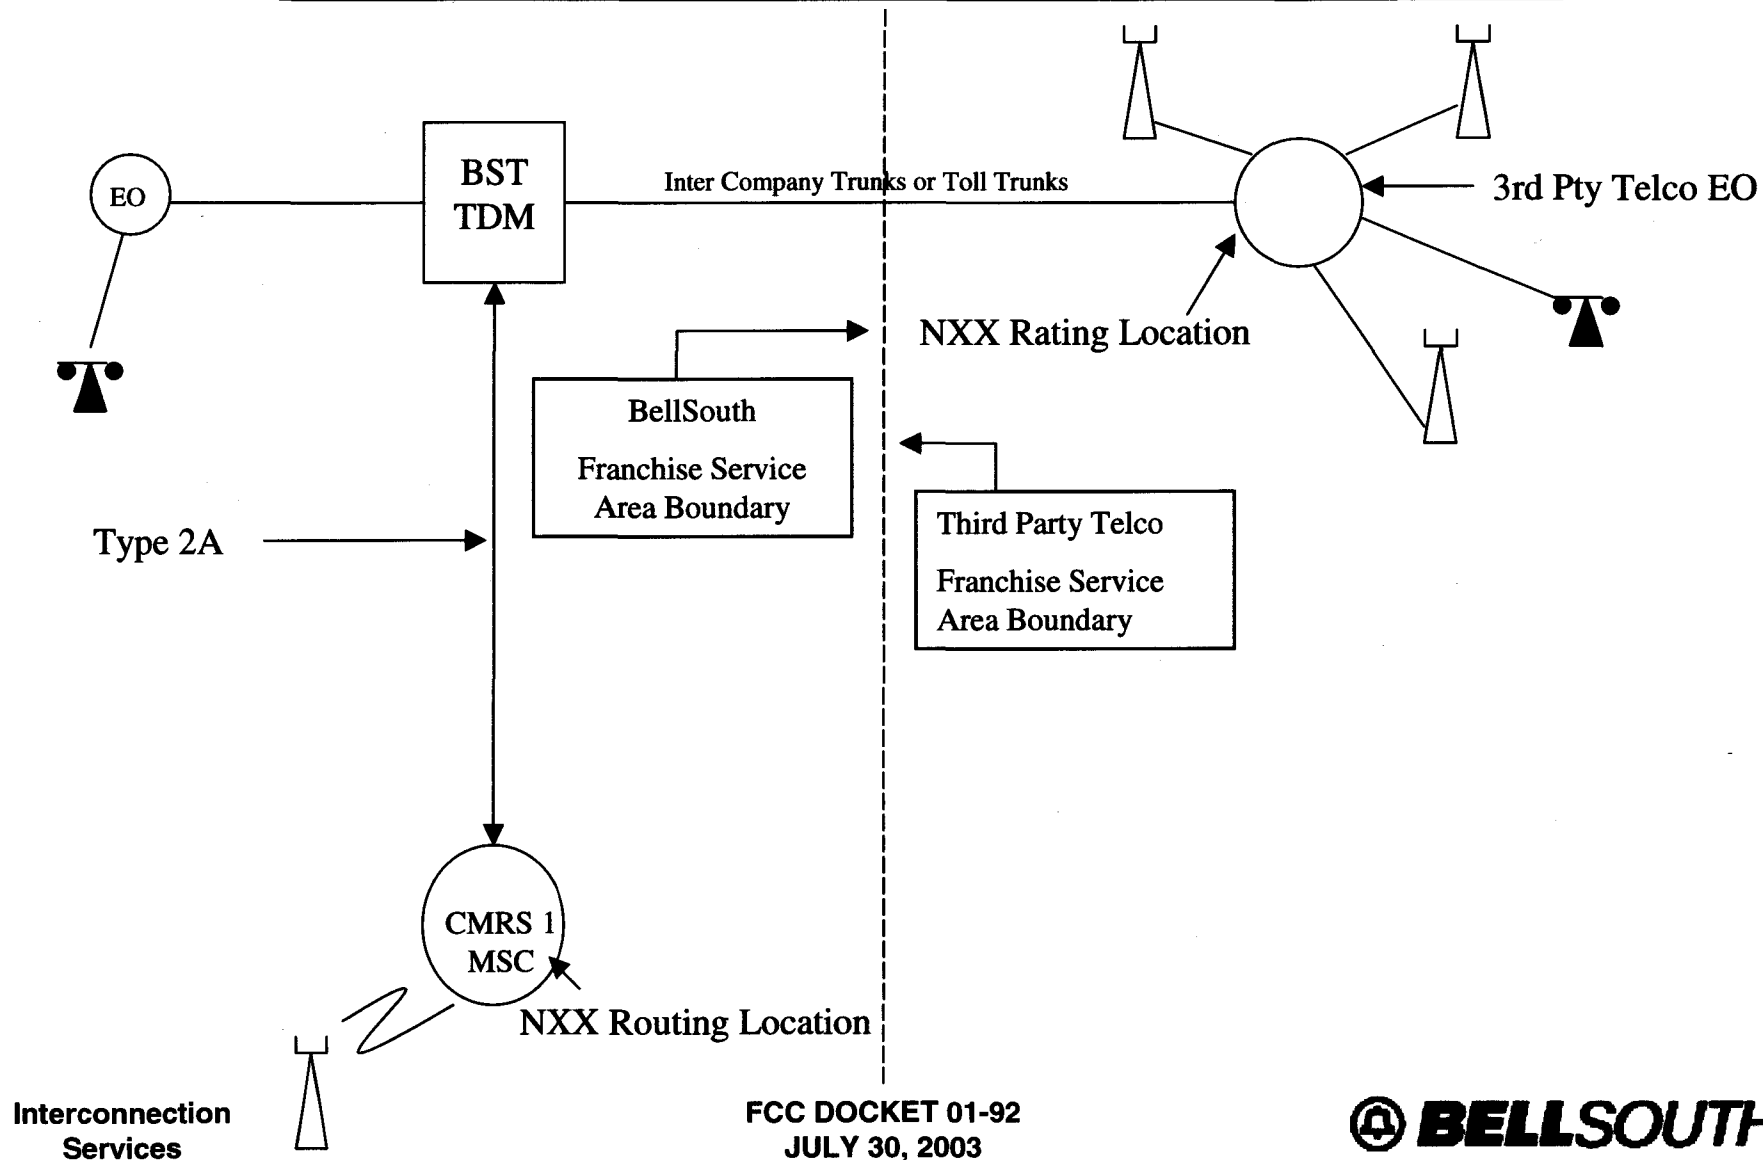 EO
BST
TDM
Inter Company Trunks or Toll Trunks
3rd Pty Telco EO
NXX Rating Location
BellSouth
Franchise Service
Area Boundary
Third Party Telco
Franchise Service
Area Boundary
Type 2A
CMRS 1
MSC
NXX Routing Location
Interconnection
Services
FCC DOCKET 01-92
JULY 30, 2003
BELLSOUTH